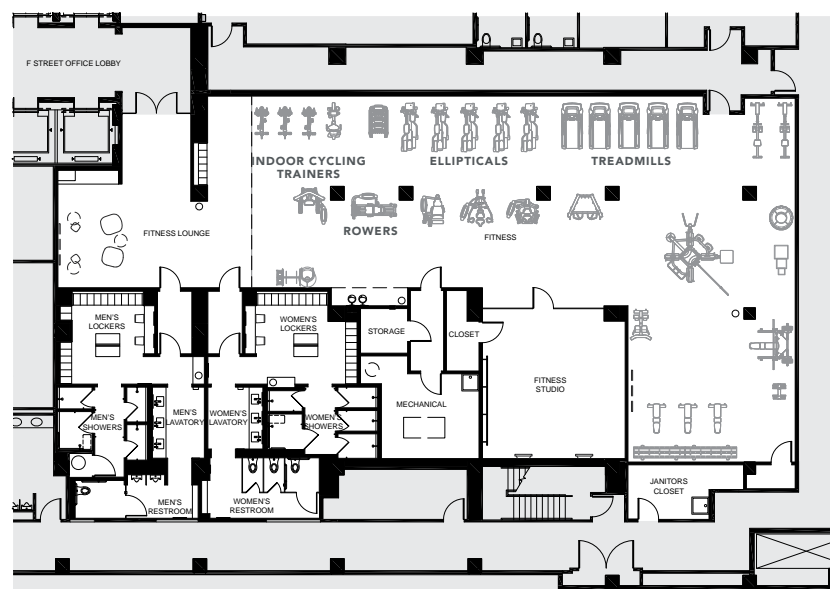 F STREET OFFICE LOBBY
INDOOR CYCLING
TRAINERS
ELLIPTICALS
TREADMILLS
ROWERS
FITNESS LOUNGE
FITNESS
MEN'S
LOCKERS
WOMEN'S
LOCKERS
STORAGE
CLOSET
FITNESS
STUDIO
MECHANICAL
MEN'S
SHOWERS
MEN'S
LAVATORY
WOMEN'S
LAVATORY
WOMEN'S
SHOWERS
MEN'S
RESTROOM
WOMEN'S
RESTROOM
JANITORS
CLOSET